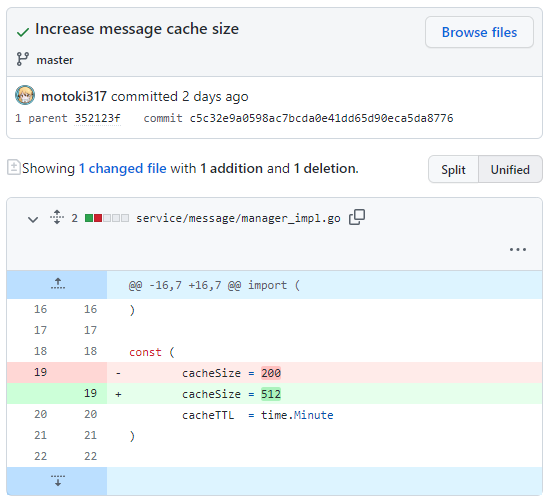 Increase message cache size
Browse files
master
motoki317 committed 2 days ago
1 parent 352123f commit c5c32e9a0598ac7bcda0e41dd65d90eca5da8776
Showing 1 changed file with 1 addition and 1 deletion.
Split Unified
2 service/message/manager_impl.go
...
@@ -16,7 +16,7 @@ import (
16 16 )
17 17
18 18 const (
19 - cacheSize = 200
19 + cacheSize = 512
20 20 cacheTTL = time.Minute
21 21 )
22 22